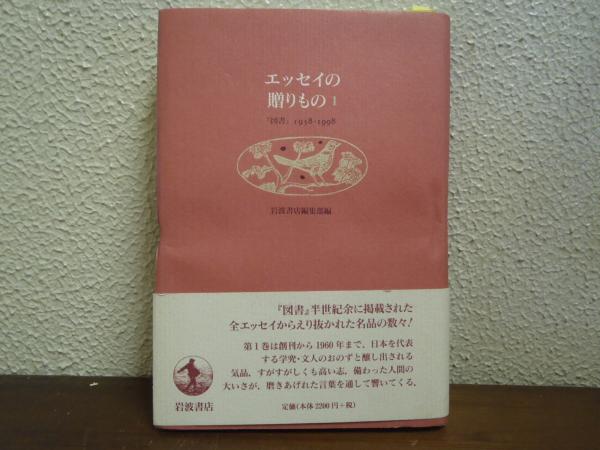 エッセイの
贈りもの 1
『図書』1938-1998
岩波書店編集部編
『図書』半世紀余に掲載された
全エッセイからえり抜かれた名品の数々!
第1巻は創刊から1960年まで、日本を代表
する学究・文人のおのずと醸し出される
気品、すがすがしくも高い志、備わった人間の
大いさが、磨きあげれた言葉を通して響いてくる。
岩波書店
定価(本体2200円+税)